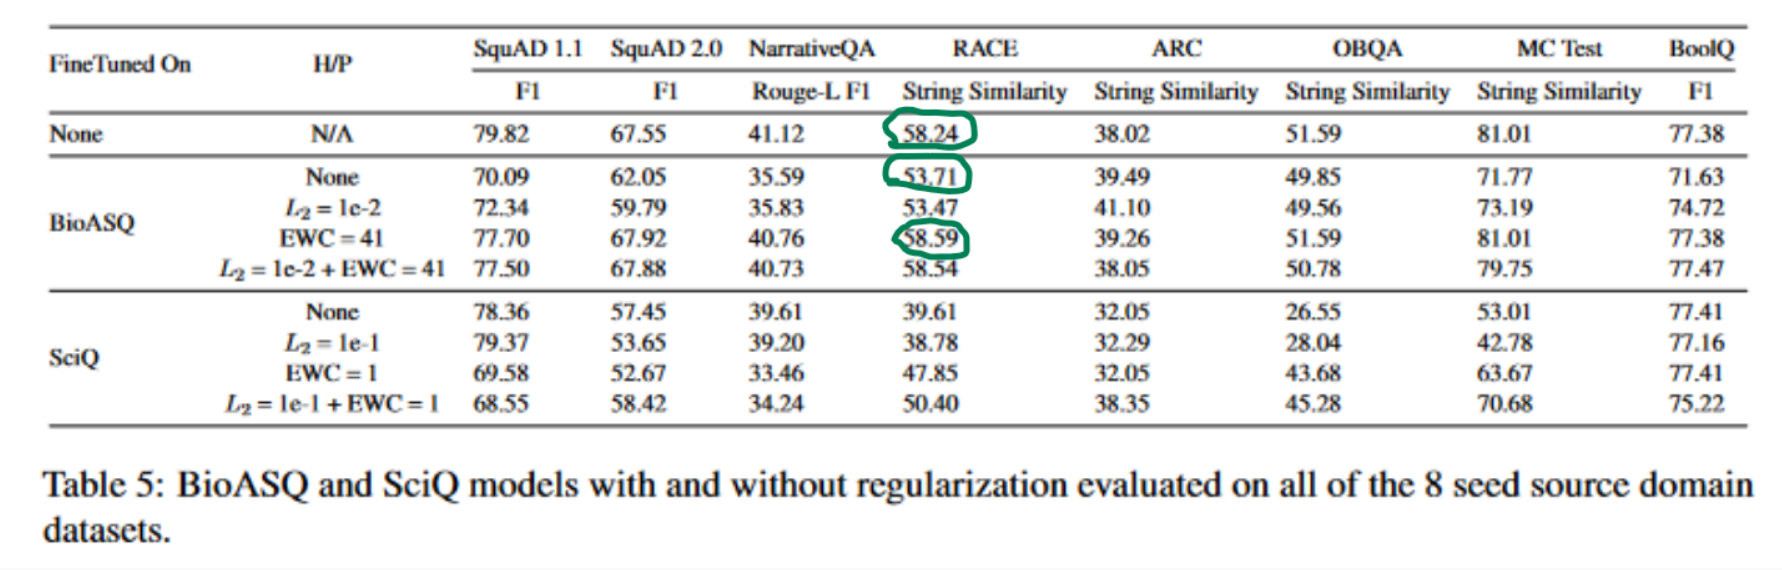 FineTuned On H/P SquAD 1.1 SquAD 2.0 NarrativeQA RACE ARC OBQA MC Test BoolQ
F1 F1 Rouge-L F1 String Similarity String Similarity String Similarity String Similarity F1
None N/A 79.82 67.55 41.12 58.24 38.02 51.59 81.01 77.38
None 70.09 62.05 35.59 53.71 39.49 49.85 71.77 71.63
BioASQ L₂ = 1e-2 72.34 59.79 35.83 53.47 41.10 49.56 73.19 74.72
EWC = 41 77.70 67.92 40.76 58.59 39.26 51.59 81.01 77.38
L₂ = 1e-2 + EWC = 41 77.50 67.88 40.73 58.54 38.05 50.78 79.75 77.47
None 78.36 57.45 39.61 39.61 32.05 26.55 53.01 77.41
SciQ L₂ = 1e-1 79.37 53.65 39.20 38.78 32.29 28.04 42.78 77.16
EWC = 1 69.58 52.67 33.46 47.85 32.05 43.68 63.67 77.41
L₂ = 1e-1 + EWC = 1 68.55 58.42 34.24 50.40 38.35 45.28 70.68 75.22
Table 5: BioASQ and SciQ models with and without regularization evaluated on all of the 8 seed source domain
datasets.